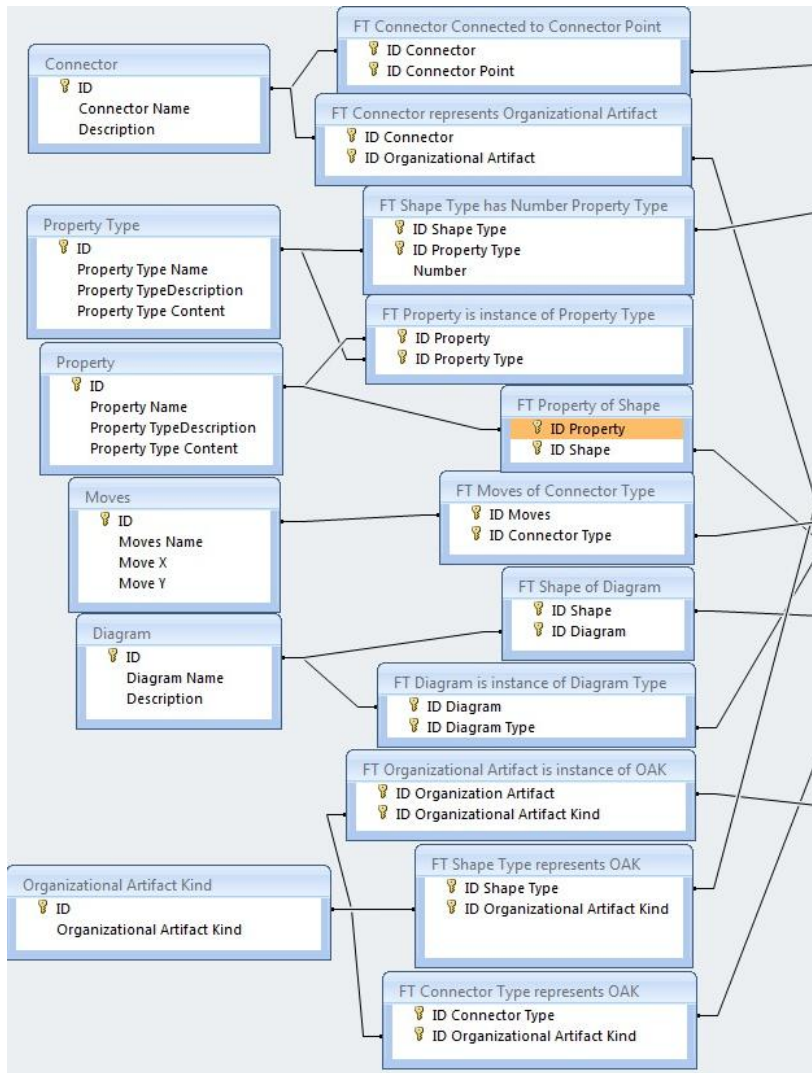 FT Connector Connected to Connector Point
ID Connector
ID Connector Point
Connector
ID
Connector Name
Description
FT Connector represents Organizational Artifact
ID Connector
ID Organizational Artifact
FT Shape Type has Number Property Type
ID Shape Type
ID Property Type
Number
Property Type
ID
Property Type Name
Property TypeDescription
Property Type Content
FT Property is instance of Property Type
ID Property
ID Property Type
Property
ID
Property Name
Property TypeDescription
Property Type Content
FT Property of Shape
ID Property
ID Shape
FT Moves of Connector Type
ID Moves
ID Connector Type
Moves
ID
Moves Name
Move X
Move Y
FT Shape of Diagram
ID Shape
ID Diagram
Diagram
ID
Diagram Name
Description
FT Diagram is instance of Diagram Type
ID Diagram
ID Diagram Type
FT Organizational Artifact is instance of OAK
ID Organization Artifact
ID Organizational Artifact Kind
FT Shape Type represents OAK
ID Shape Type
ID Organizational Artifact Kind
Organizational Artifact Kind
ID
Organizational Artifact Kind
FT Connector Type represents OAK
ID Connector Type
ID Organizational Artifact Kind